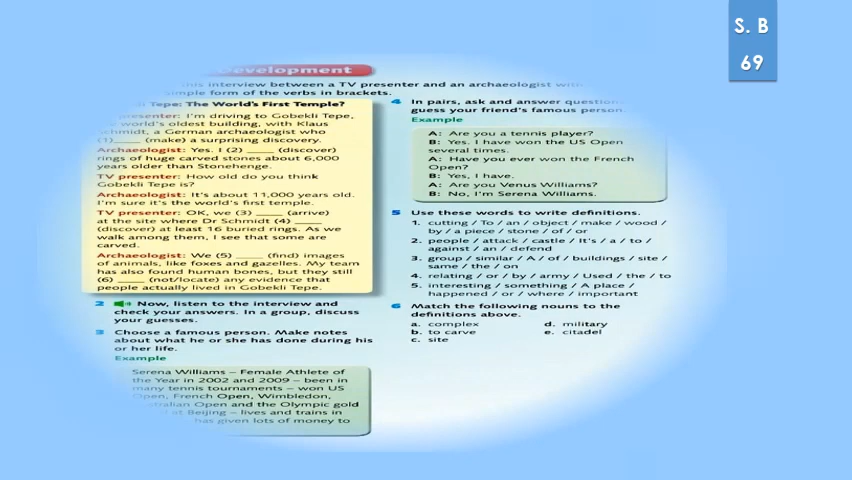 S. B
69
Development
this interview between a TV presenter and an archaeologist
simple form of the verbs in brackets.
Tepe: The World's First Temple?
presenter: I'm driving to Gobekli Tepe,
world's oldest building, with Klaus
a German archaeologist who
(1)____ (make) a surprising discovery.
Archaeologist: Yes. I (2) ____ (discover)
rings of huge carved stones about 6,000
years older than Stonehenge.
TV presenter: How old do you think
Gobekli Tepe is?
Archaeologist: It's about 11,000 years old.
I'm sure it's the world's first temple.
TV presenter: OK, we (3) ____ (arrive)
at the site where Dr Schmidt (4) ____
(discover) at least 16 buried rings. As we
walk among them, I see that some are
carved.
Archaeologist: We (5) ____ (find) images
of animals, like foxes and gazelles. My team
has also found human bones, but they still
(6) ____ (not/locate) any evidence that
people actually lived in Gobekli Tepe.
2 Now, listen to the interview and
check your answers. In a group, discuss
your guesses.
3 Choose a famous person. Make notes
about what he or she has done during his
or her life.
Example
Serena Williams – Female Athlete of
the Year in 2002 and 2009 – been in
many tennis tournaments – won US
Open, French Open, Wimbledon,
Open and the Olympic gold
at Beijing – lives and trains in
has given lots of money to
4 In pairs, ask and answer
guess your friend's famous person.
Example
A: Are you a tennis player?
B: Yes. I have won the US Open
several times.
A: Have you ever won the French
Open?
B: Yes, I have.
A: Are you Venus Williams?
B: No, I'm Serena Williams.
5 Use these words to write definitions.
1. cutting / To / an / object / make / wood /
by / a piece / stone / of / or
2. people / attack / castle / It's / a / to /
against / an / defend
3. group / similar / A / of / buildings / site /
same / the / on
4. relating / or / by / army / Used / the / to
5. interesting / something / A place /
happened / or / where / important
6 Match the following nouns to the
definitions above.
a. complex d. military
b. to carve e. citadel
c. site